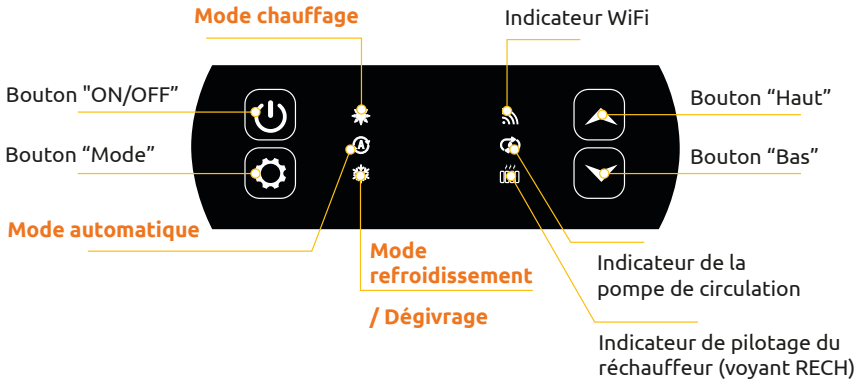 Mode chauffage
Indicateur WiFi
Bouton "ON/OFF”
Bouton “Haut”
Bouton “Mode”
A
Bouton “Bas”
Mode automatique
Mode
refroidissement
/ Dégivrage
Indicateur de la
pompe de circulation
Indicateur de pilotage du
réchauffeur (voyant RECH)